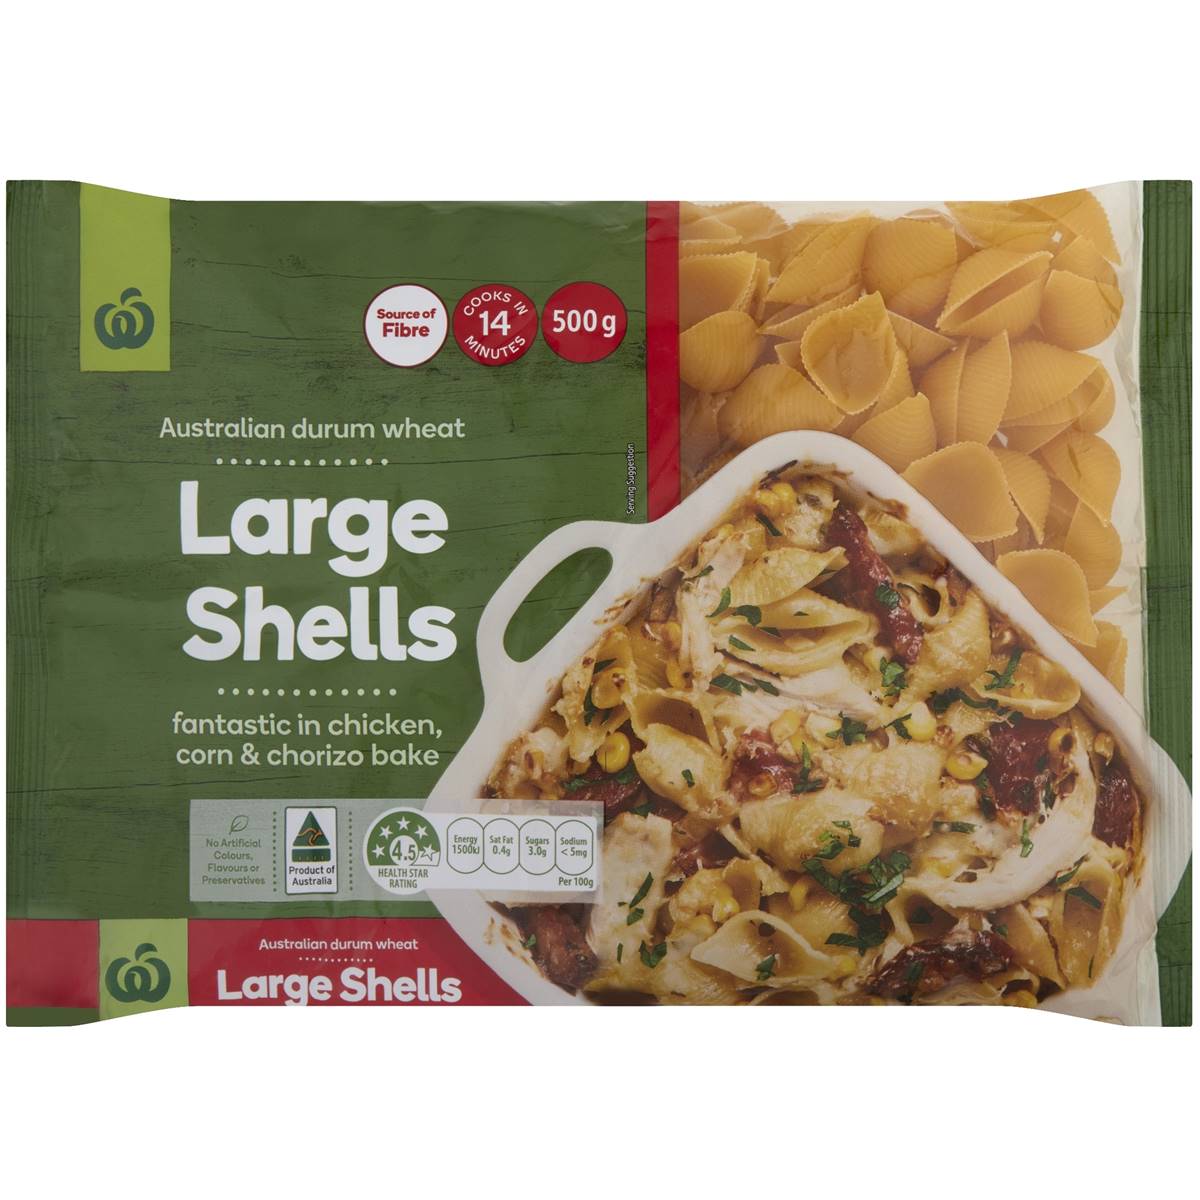 Source of
Fibre
COOKS IN
14
MINUTES
500g
Australian durum wheat
Large
Shells
fantastic in chicken,
corn & chorizo bake
Serving Suggestion
No Artificial
Colours,
Flavours or
Preservatives
Product of
Australia
4.5
HEALTH STAR
RATING
Energy
1500kJ
Sat Fat
0.4g
Sugars
3.0g
Sodium
< 5mg
Per 100g
Australian durum wheat
Large Shells